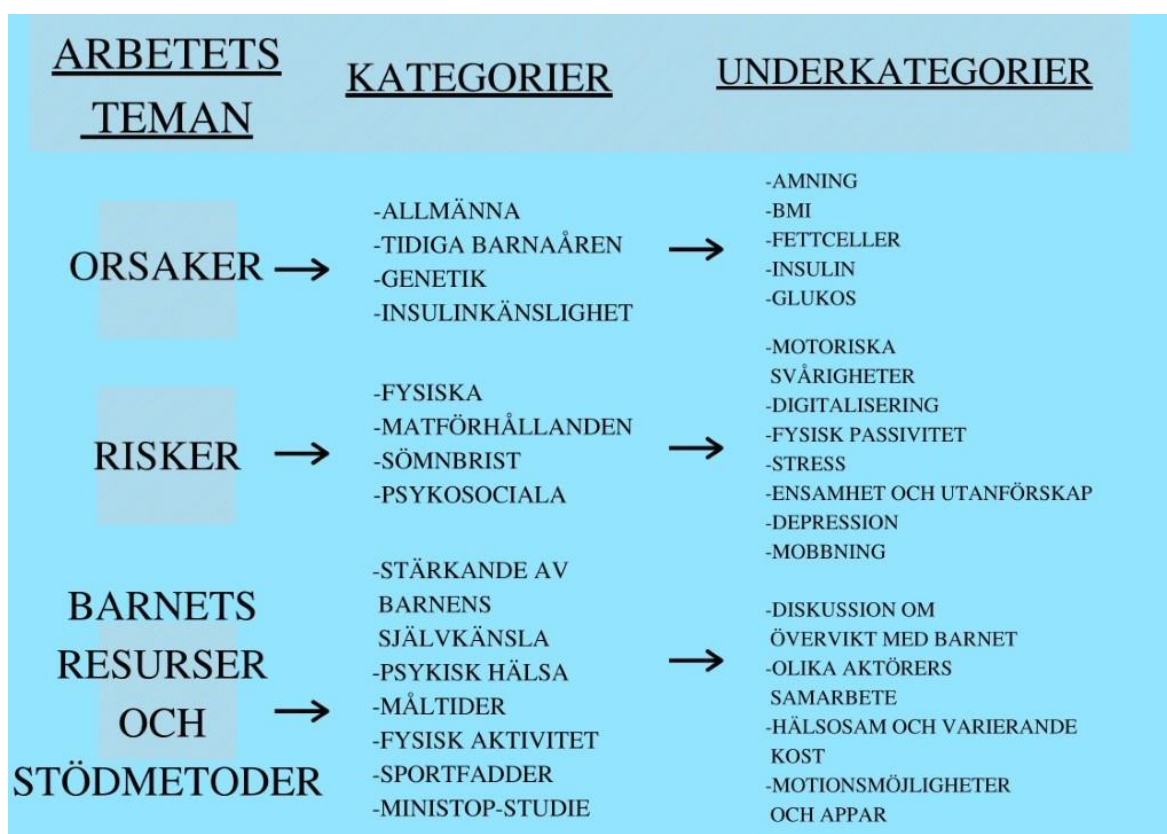 ARBETETS
TEMAN
KATEGORIER
UNDERKATEGORIER
ORSAKER
-ALLMÄNNA
-TIDIGA BARNAÅREN
-GENETIK
-INSULINKÄNSLIGHET
-AMNING
-BMI
-FETTCELLER
-INSULIN
-GLUKOS
RISKER
-FYSISKA
-MATFÖRHÅLLANDEN
-SÖMNBRIST
-PSYKOSOCIALA
-MOTORISKA
SVÅRIGHETER
-DIGITALISERING
-FYSISK PASSIVITET
-STRESS
-ENSAMHET OCH UTANFÖRSKAP
-DEPRESSION
-MOBBNING
BARNETS
RESURSER
OCH
STÖDMETODER
-STÄRKANDE AV
BARNENS
SJÄLVKÄNSLA
-PSYKISK HÄLSA
-MÅLTIDER
-FYSISK AKTIVITET
-SPORTFADDER
-MINISTOP-STUDIE
-DISKUSSION OM
ÖVERVIKT MED BARNET
-OLIKA AKTÖRERS
SAMARBETE
-HÄLSOSAM OCH VARIERANDE
KOST
-MOTIONSMÖJLIGHETER
OCH APPAR